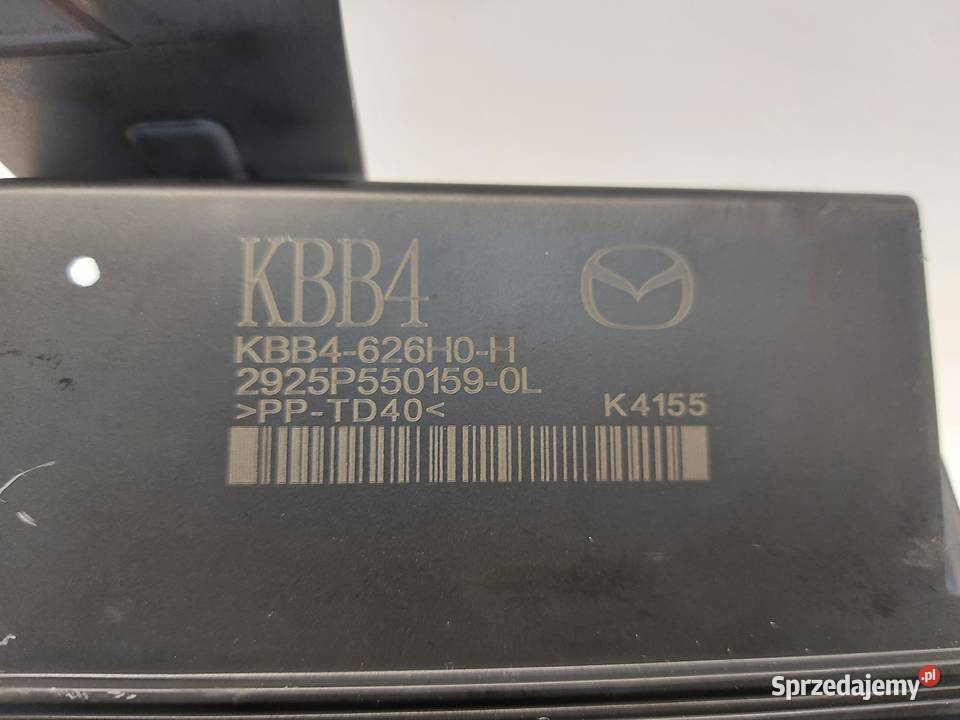 KBB4
KBB4-626H0-H
2925P550159-0L
>PP-TD40< K4155
Sprzedajemy.pl